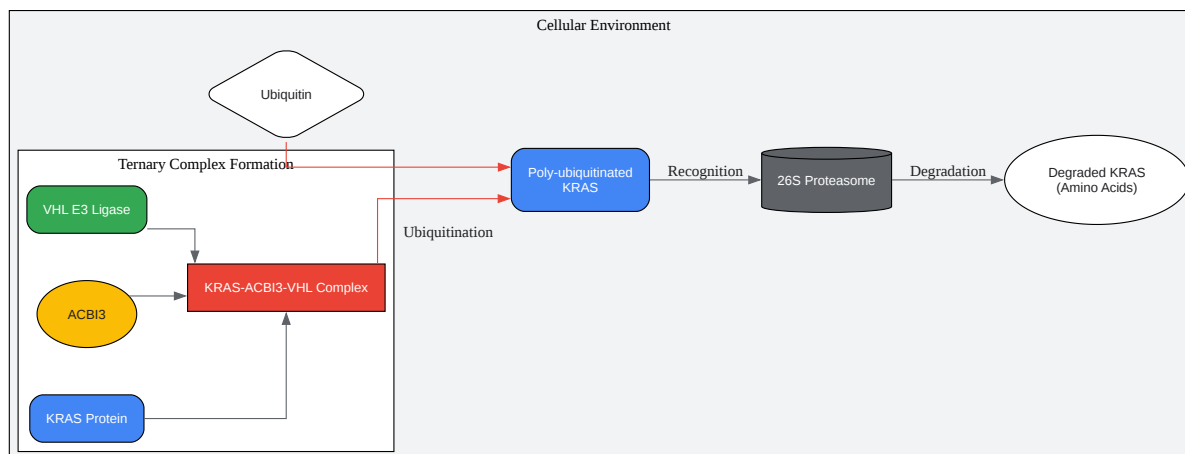 Cellular Environment
Ubiquitin
Ternary Complex Formation
VHL E3 Ligase
ACBI3
KRAS Protein
KRAS-ACBI3-VHL Complex
Ubiquitination
Poly-ubiquitinated
KRAS
Recognition
26S Proteasome
Degradation
Degraded KRAS
(Amino Acids)